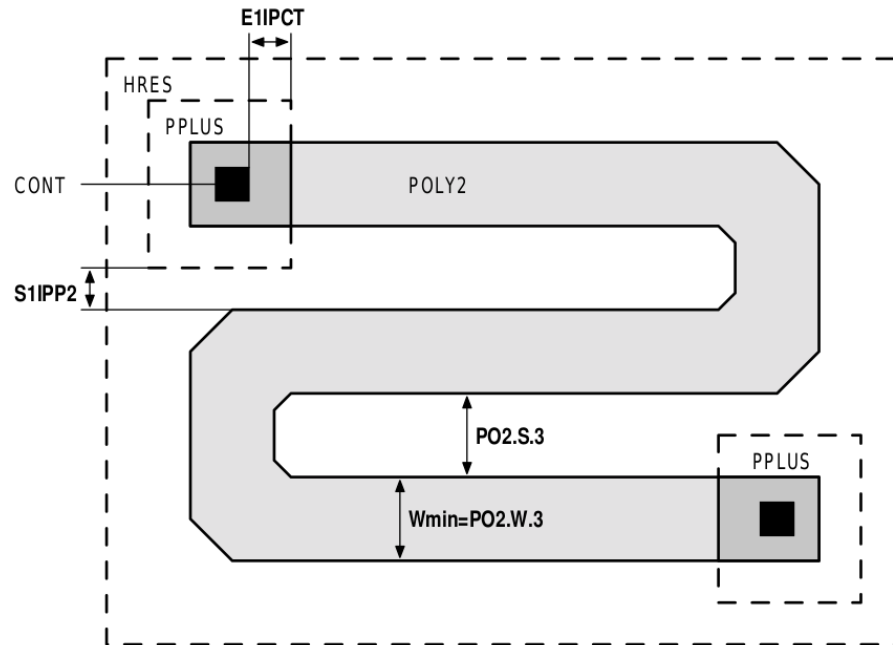 E1IPCT
HRES
PPLUS
CONT
POLY2
S1IPP2
PO2.S.3
PPLUS
Wmin=PO2.W.3